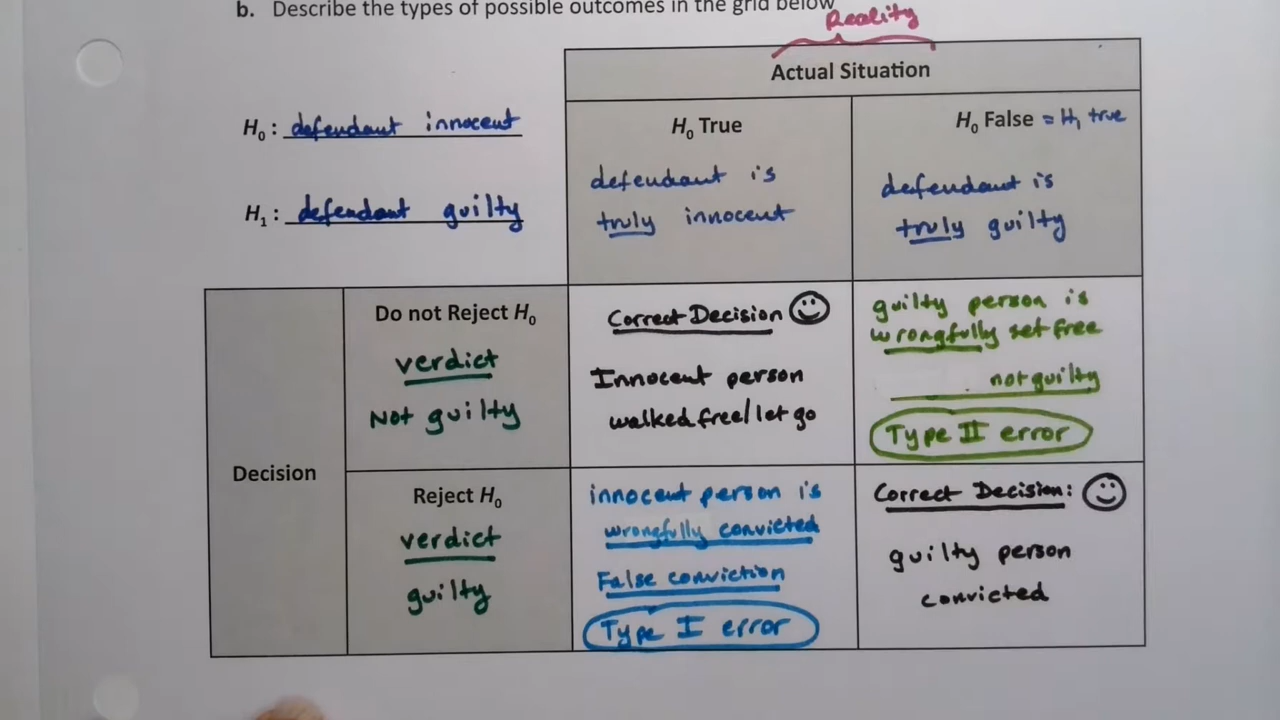 b. Describe the types of possible outcomes in the grid below
Reality
Actual Situation
H₀ : defendant innocent
H₁ : defendant guilty
H₀ True
defendant is
truly innocent
H₀ False = H₁ true
defendant is
truly guilty
Decision
Do not Reject H₀
verdict
Not guilty
Correct Decision ☺
Innocent person
walked free/let go
guilty person is
wrongfully set free
not guilty
Type II error
Reject H₀
verdict
guilty
innocent person is
wrongfully convicted
False conviction
Type I error
Correct Decision: ☺
guilty person
convicted